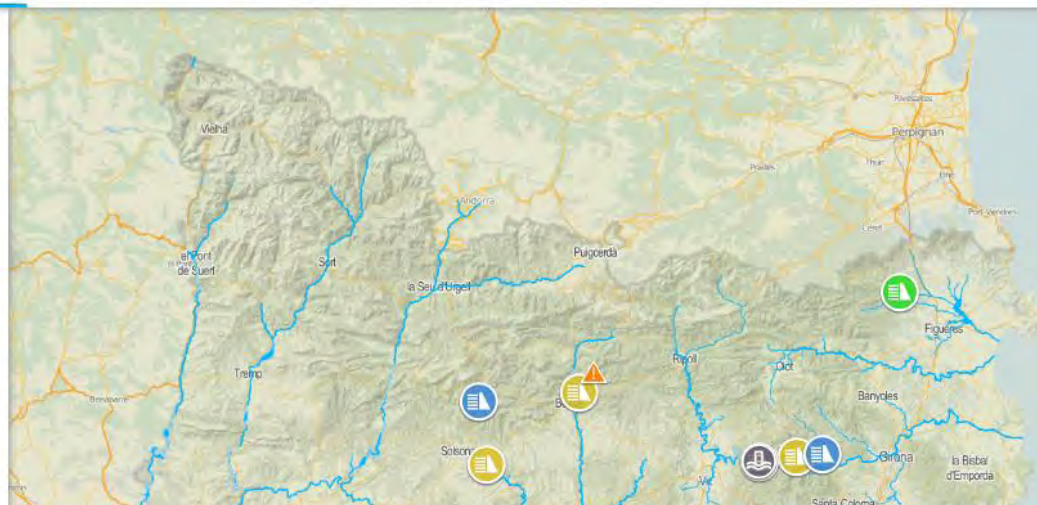 Rivesaltes
Vielha
Perpignan
Prades
Thuir
Elne
Andorra
Port-Vendres
Céret
Puigcerdà
el Pont
de Suert
Sort
la Seu d'Urgell
Figueres
Ripoll
Tremp
Olot
Benavarre
Banyoles
Solsona
Girona
la Bisbal
d'Empordà
Santa Coloma